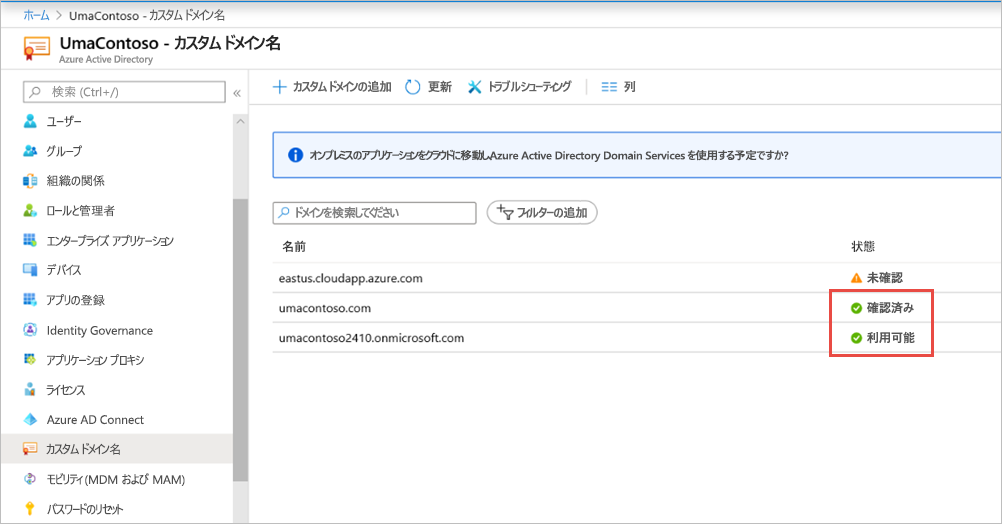 ホーム > UmaContoso - カスタム ドメイン名
UmaContoso - カスタム ドメイン名
Azure Active Directory
検索 (Ctrl+/)
«
ユーザー
グループ
組織の関係
ロールと管理者
エンタープライズ アプリケーション
デバイス
アプリの登録
Identity Governance
アプリケーション プロキシ
ライセンス
Azure AD Connect
カスタム ドメイン名
モビリティ (MDM および MAM)
パスワードのリセット
カスタム ドメインの追加 更新 トラブルシューティング 列
オンプレミスのアプリケーションをクラウドに移動しAzure Active Directory Domain Services を使用する予定ですか?
ドメインを検索してください フィルターの追加
名前 状態
eastus.cloudapp.azure.com 未確認
umacontoso.com 確認済み
umacontoso2410.onmicrosoft.com 利用可能